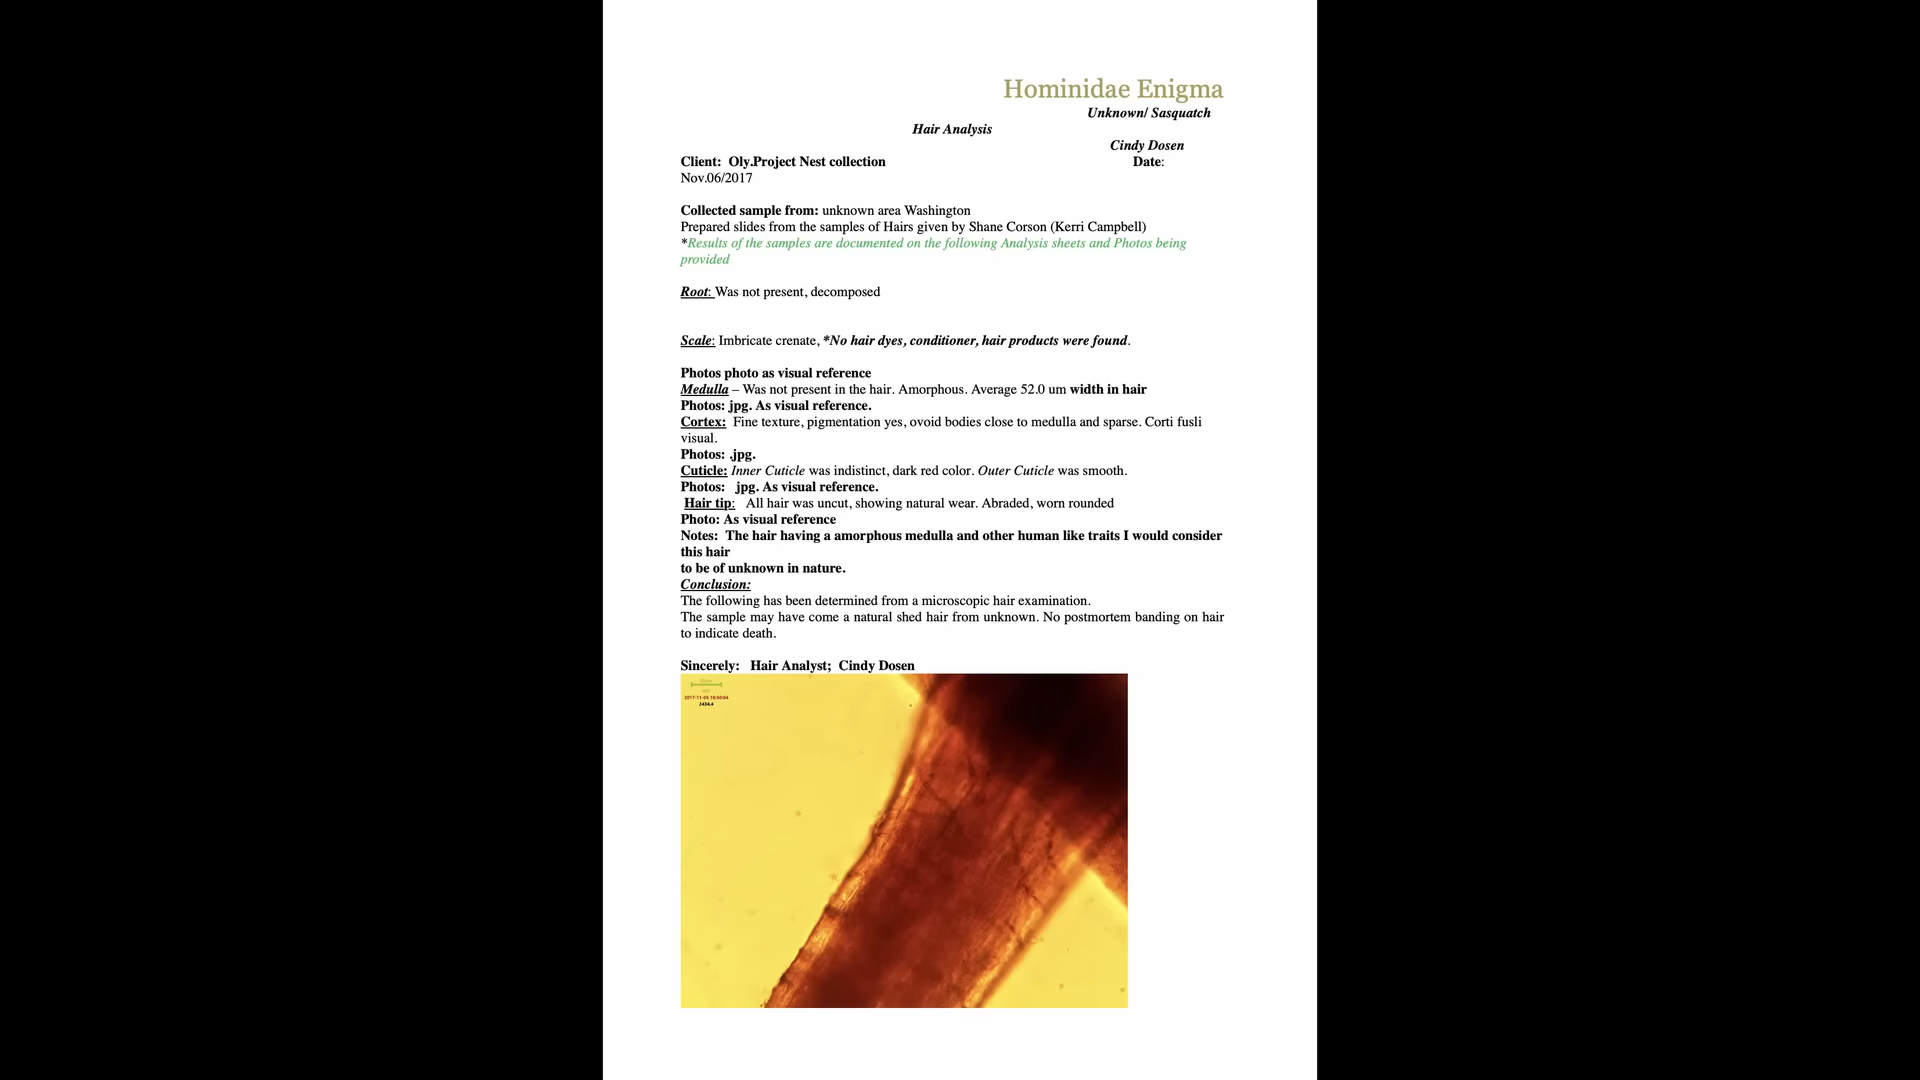 Hominidae Enigma
Unknown/ Sasquatch
Hair Analysis
Cindy Dosen
Client:  Oly.Project Nest collection Date:
Nov.06/2017
Collected sample from: unknown area Washington
Prepared slides from the samples of Hairs given by Shane Corson (Kerri Campbell)
*Results of the samples are documented on the following Analysis sheets and Photos being
provided
Root: Was not present, decomposed
Scale: Imbricate crenate, *No hair dyes, conditioner, hair products were found.
Photos photo as visual reference
Medulla – Was not present in the hair. Amorphous. Average 52.0 um width in hair
Photos: jpg. As visual reference.
Cortex:  Fine texture, pigmentation yes, ovoid bodies close to medulla and sparse. Corti fusli
visual.
Photos: .jpg.
Cuticle: Inner Cuticle was indistinct, dark red color. Outer Cuticle was smooth.
Photos:   jpg. As visual reference.
Hair tip:   All hair was uncut, showing natural wear. Abraded, worn rounded
Photo: As visual reference
Notes:  The hair having a amorphous medulla and other human like traits I would consider
this hair
to be of unknown in nature.
Conclusion:
The following has been determined from a microscopic hair examination.
The sample may have come a natural shed hair from unknown. No postmortem banding on hair
to indicate death.
Sincerely:   Hair Analyst;  Cindy Dosen
2434.4